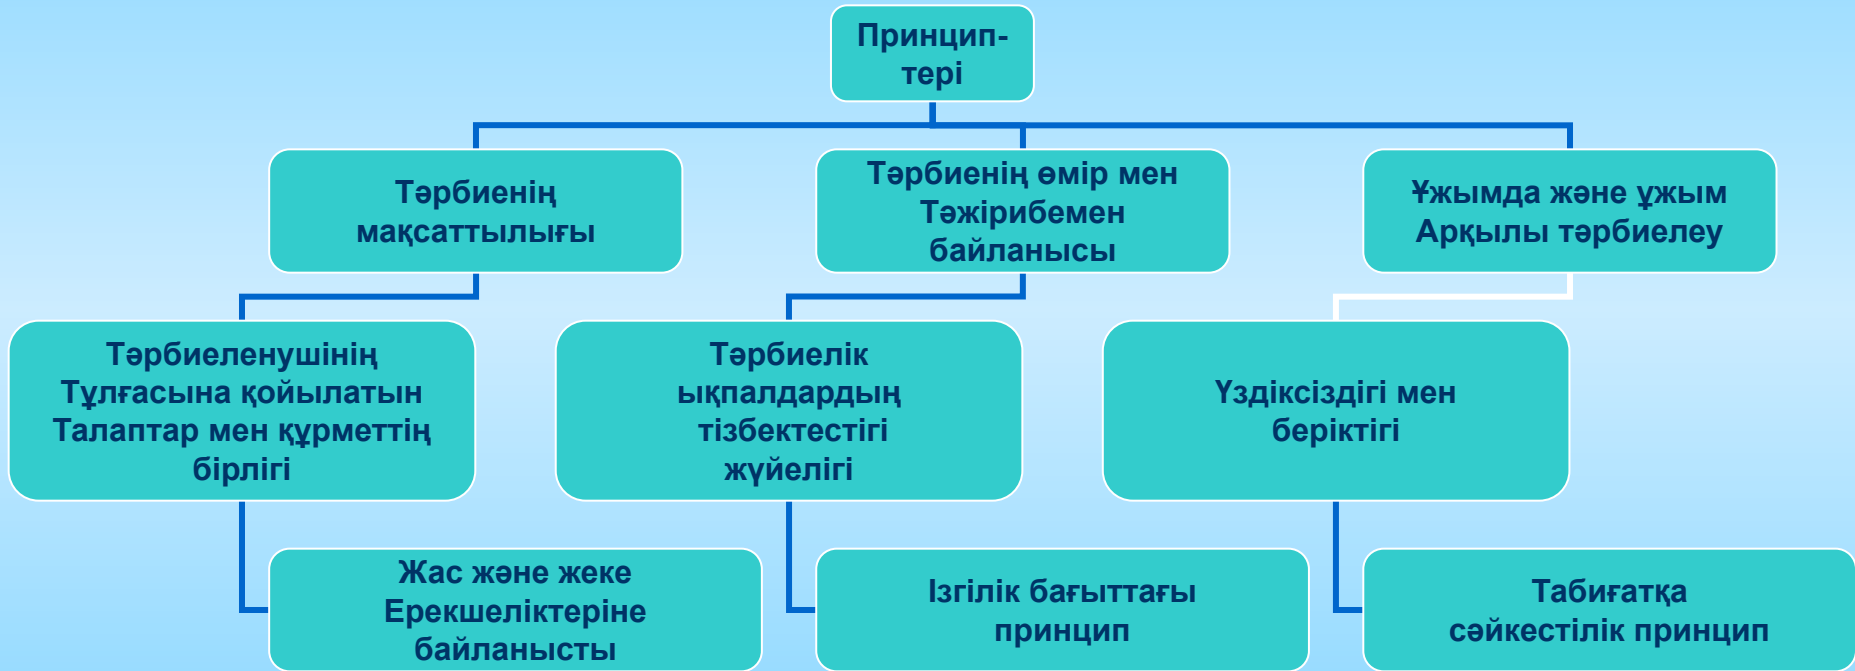 Принцип-
тері
Тәрбиенің
мақсаттылығы
Тәрбиенің өмір мен
Тәжірибемен
байланысы
Ұжымда және ұжым
Арқылы тәрбиелеу
Тәрбиеленушінің
Тұлғасына қойылатын
Талаптар мен құрметтің
бірлігі
Тәрбиелік
ықпалдардың
тізбектестігі
жүйелігі
Үздіксіздігі мен
беріктігі
Жас және жеке
Ерекшеліктеріне
байланысты
Ізгілік бағыттағы
принцип
Табиғатқа
сәйкестілік принцип